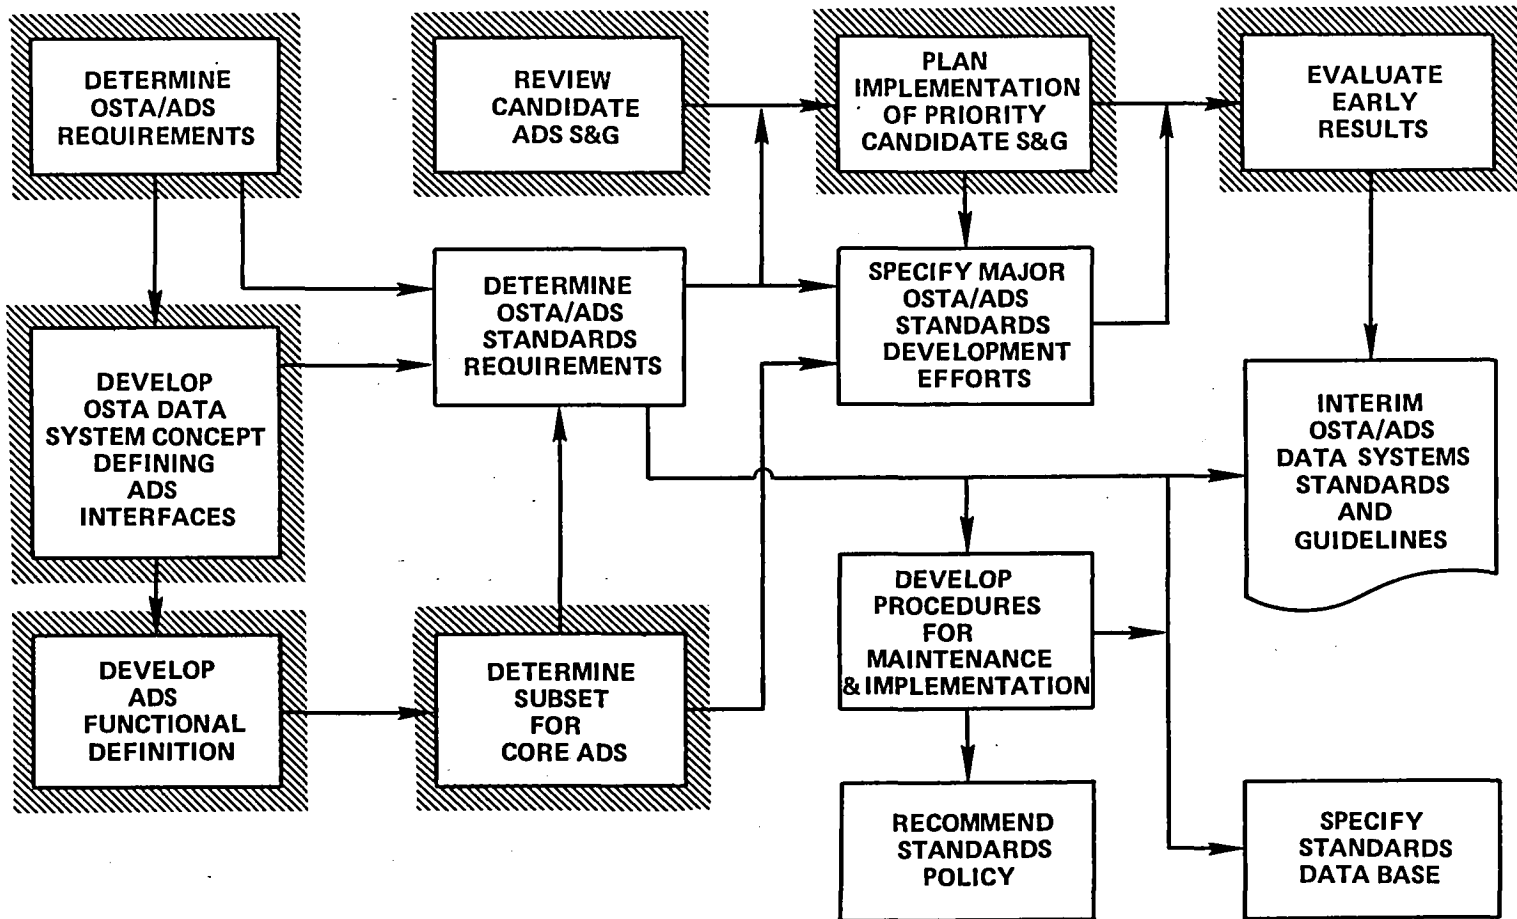 DETERMINE
OSTA/ADS
REQUIREMENTS
REVIEW
CANDIDATE
ADS S&G
PLAN
IMPLEMENTATION
OF PRIORITY
CANDIDATE S&G
EVALUATE
EARLY
RESULTS
DETERMINE
OSTA/ADS
STANDARDS
REQUIREMENTS
SPECIFY MAJOR
OSTA/ADS
STANDARDS
DEVELOPMENT
EFFORTS
DEVELOP
OSTA DATA
SYSTEM CONCEPT
DEFINING
ADS
INTERFACES
INTERIM
OSTA/ADS
DATA SYSTEMS
STANDARDS
AND
GUIDELINES
DEVELOP
PROCEDURES
FOR
MAINTENANCE
& IMPLEMENTATION
DEVELOP
ADS
FUNCTIONAL
DEFINITION
DETERMINE
SUBSET
FOR
CORE ADS
RECOMMEND
STANDARDS
POLICY
SPECIFY
STANDARDS
DATA BASE